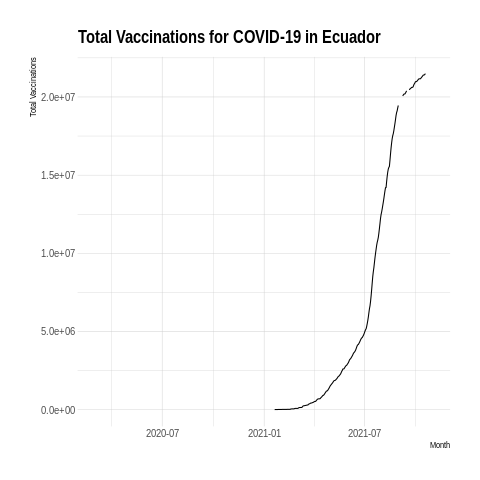 Total Vaccinations for COVID-19 in Ecuador
Total Vaccinations
2.0e+07
1.5e+07
1.0e+07
5.0e+06
0.0e+00
2020-07
2021-01
2021-07
Month